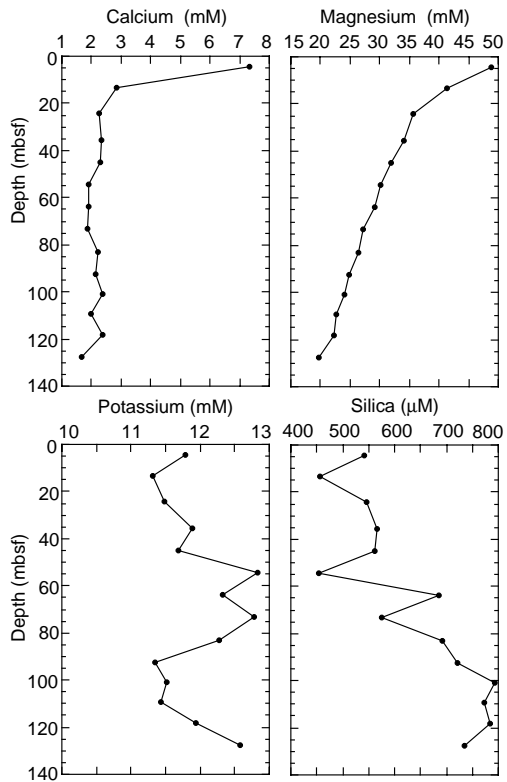 Calcium (mM)
1 2 3 4 5 6 7 8
Magnesium (mM)
15 20 25 30 35 40 45 50
Depth (mbsf)
0
20
40
60
80
100
120
140
Potassium (mM)
10 11 12 13
Silica (μM)
400 500 600 700 800
Depth (mbsf)
0
20
40
60
80
100
120
140